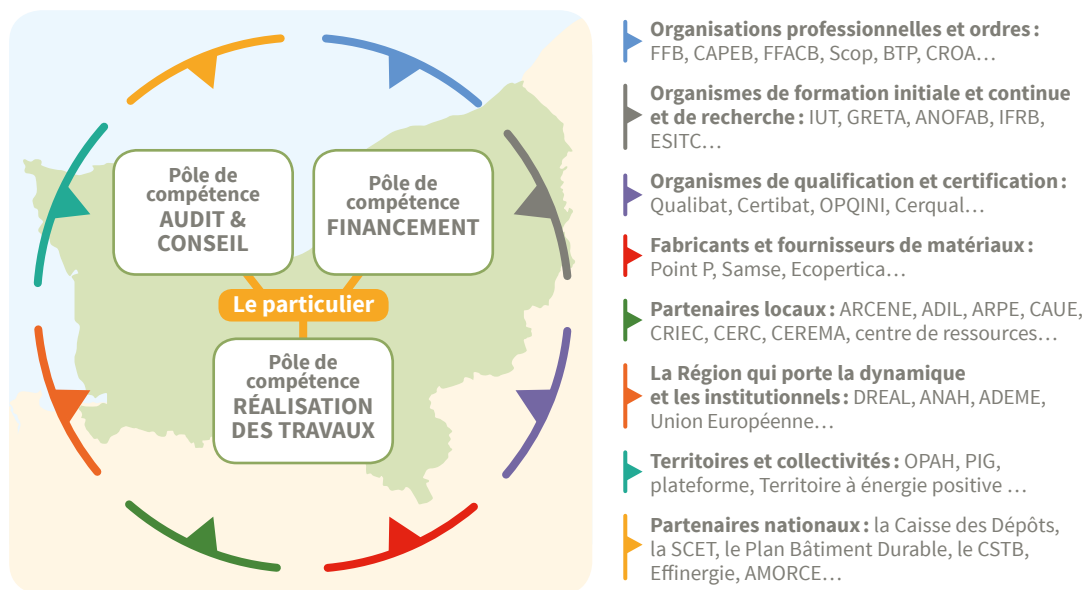 Pôle de
compétence
AUDIT &
CONSEIL
Pôle de
compétence
FINANCEMENT
Le particulier
Pôle de
compétence
RÉALISATION
DES TRAVAUX
Organisations professionnelles et ordres :
FFB, CAPEB, FFACB, Scop, BTP, CROA…
Organismes de formation initiale et continue
et de recherche : IUT, GRETA, ANOFAB, IFRB,
ESITC…
Organismes de qualification et certification :
Qualibat, Certibat, OPQINI, Cerqual…
Fabricants et fournisseurs de matériaux :
Point P, Samse, Ecopertica…
Partenaires locaux : ARCENE, ADIL, ARPE, CAUE,
CRIEC, CERC, CEREMA, centre de ressources…
La Région qui porte la dynamique
et les institutionnels : DREAL, ANAH, ADEME,
Union Européenne…
Territoires et collectivités : OPAH, PIG,
plateforme, Territoire à énergie positive …
Partenaires nationaux : la Caisse des Dépôts,
la SCET, le Plan Bâtiment Durable, le CSTB,
Effinergie, AMORCE…